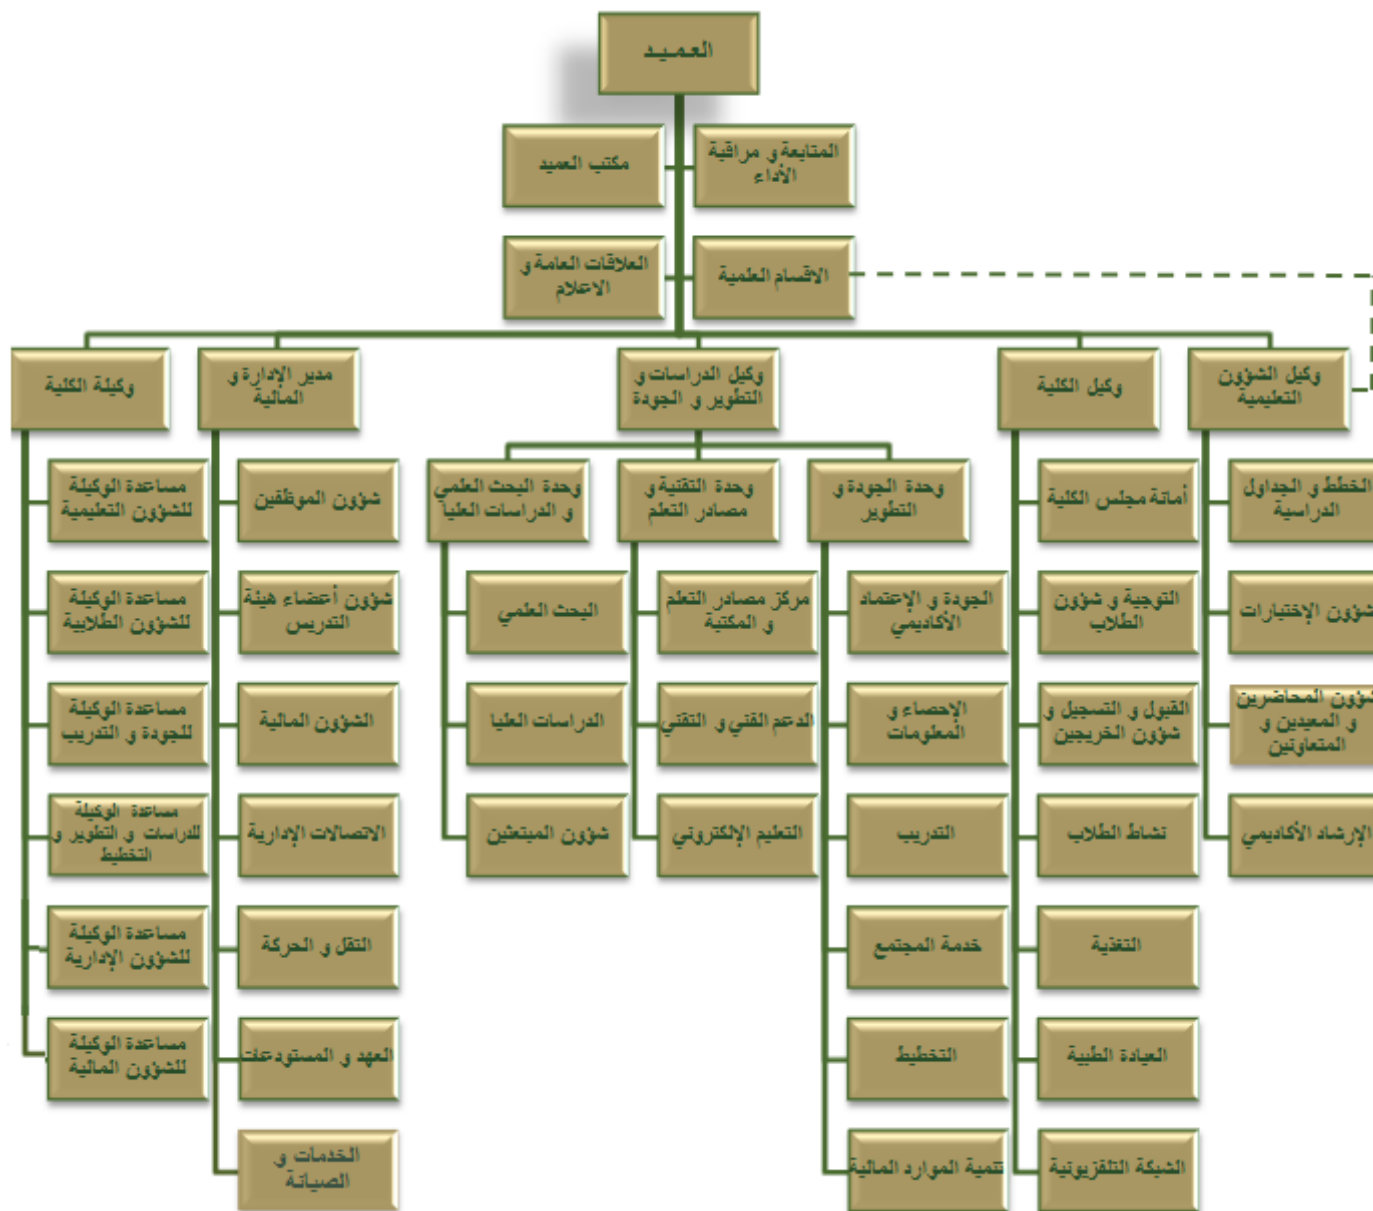 العميد
المتابعة و مراقبة
الأداء
مكتب العميد
الاقسام العلمية
العلاقات العامة و
الاعلام
وكيل الشؤون
التعليمية
وكيل الكلية
وكيل الدراسات و
التطوير و الجودة
مدير الإدارة و
المالية
وكيلة الكلية
الخطط و الجداول
الدراسية
شؤون الإختبارات
شؤون المحاضرين
و المعيدين و
المتعاونين
الإرشاد الأكاديمي
أمانة مجلس الكلية
التوجية و شؤون
الطلاب
القبول و التسجيل و
شؤون الخريجين
نشاط الطلاب
التغذية
العيادة الطبية
الشبكة التلفزيونية
وحدة الجودة و
التطوير
الجودة و الإعتماد
الأكاديمي
الإحصاء و
المعلومات
التدريب
خدمة المجتمع
التخطيط
تنمية الموارد المالية
وحدة التقنية و
مصادر التعلم
مركز مصادر التعلم
و المكتبة
الدعم الفني و التقني
التعليم الإلكتروني
وحدة البحث العلمي
و الدراسات العليا
البحث العلمي
الدراسات العليا
شؤون المبتعثين
شؤون الموظفين
شؤون أعضاء هيئة
التدريس
الشؤون المالية
الاتصالات الإدارية
النقل و الحركة
العهد و المستودعات
الخدمات و
الصيانة
مساعدة الوكيلة
للشؤون التعليمية
مساعدة الوكيلة
للشؤون الطلابية
مساعدة الوكيلة
للجودة و التدريب
مساعدة الوكيلة
للدراسات و التطوير و
التخطيط
مساعدة الوكيلة
للشؤون الإدارية
مساعدة الوكيلة
للشؤون المالية